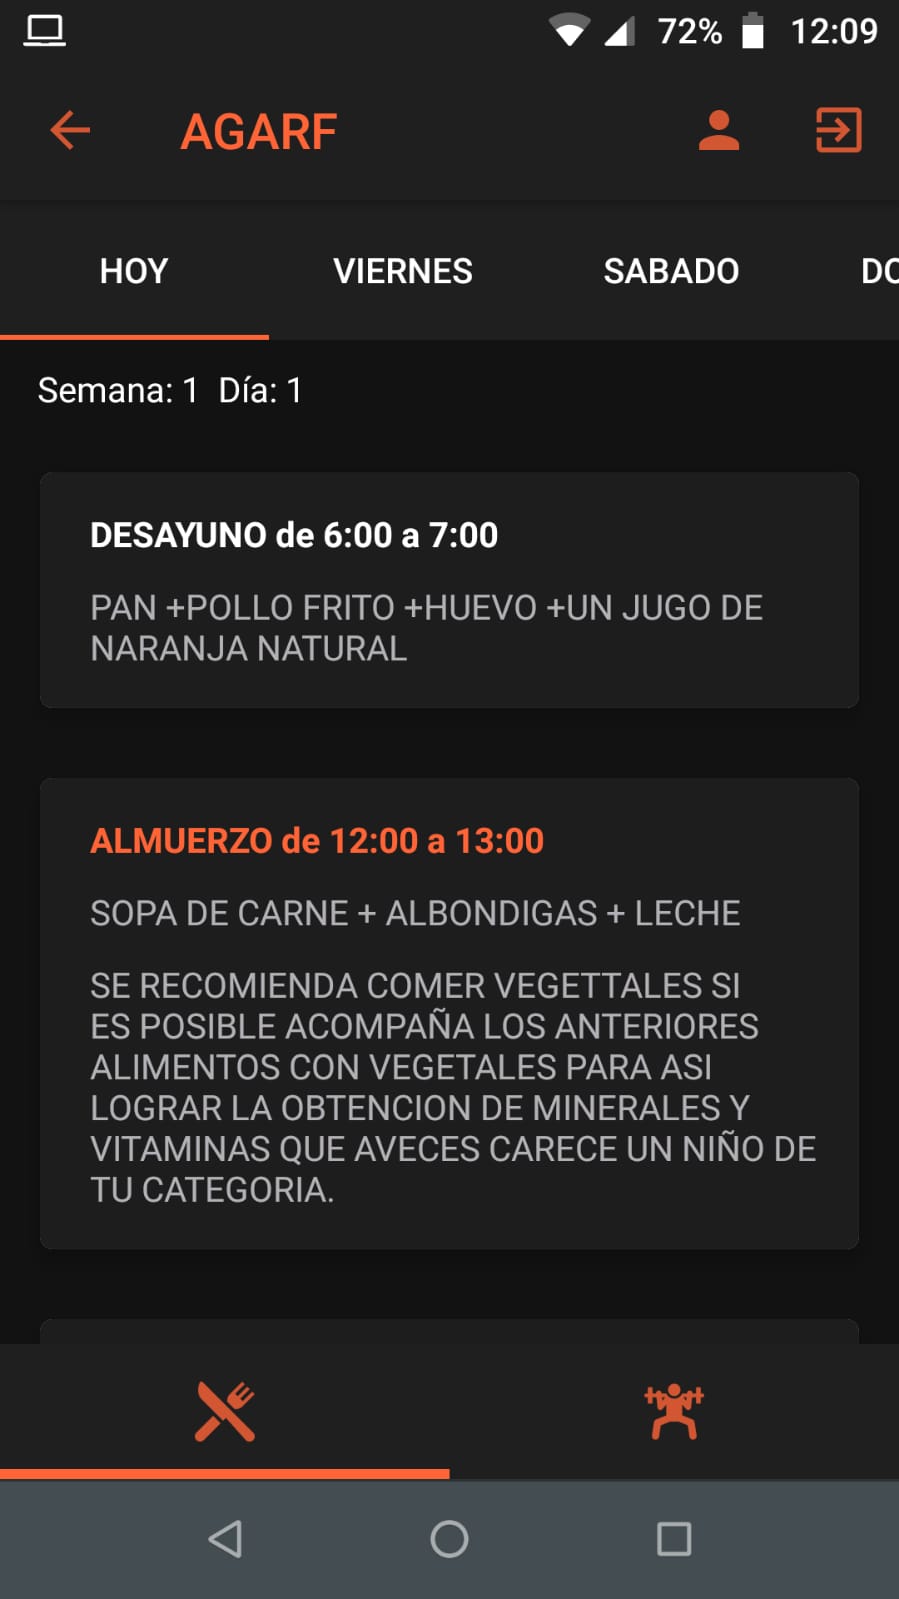 72% 12:09
AGARF
HOY VIERNES SABADO DO
Semana: 1 Día: 1
DESAYUNO de 6:00 a 7:00
PAN +POLLO FRITO +HUEVO +UN JUGO DE
NARANJA NATURAL
ALMUERZO de 12:00 a 13:00
SOPA DE CARNE + ALBONDIGAS + LECHE
SE RECOMIENDA COMER VEGETTALES SI
ES POSIBLE ACOMPAÑA LOS ANTERIORES
ALIMENTOS CON VEGETALES PARA ASI
LOGRAR LA OBTENCION DE MINERALES Y
VITAMINAS QUE AVECES CARECE UN NIÑO DE
TU CATEGORIA.